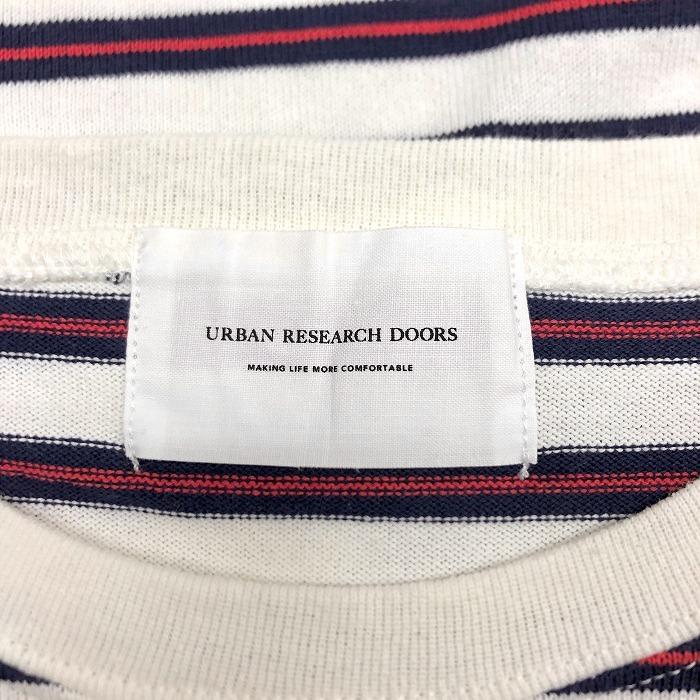 URBAN RESEARCH DOORS
MAKING LIFE MORE COMFORTABLE